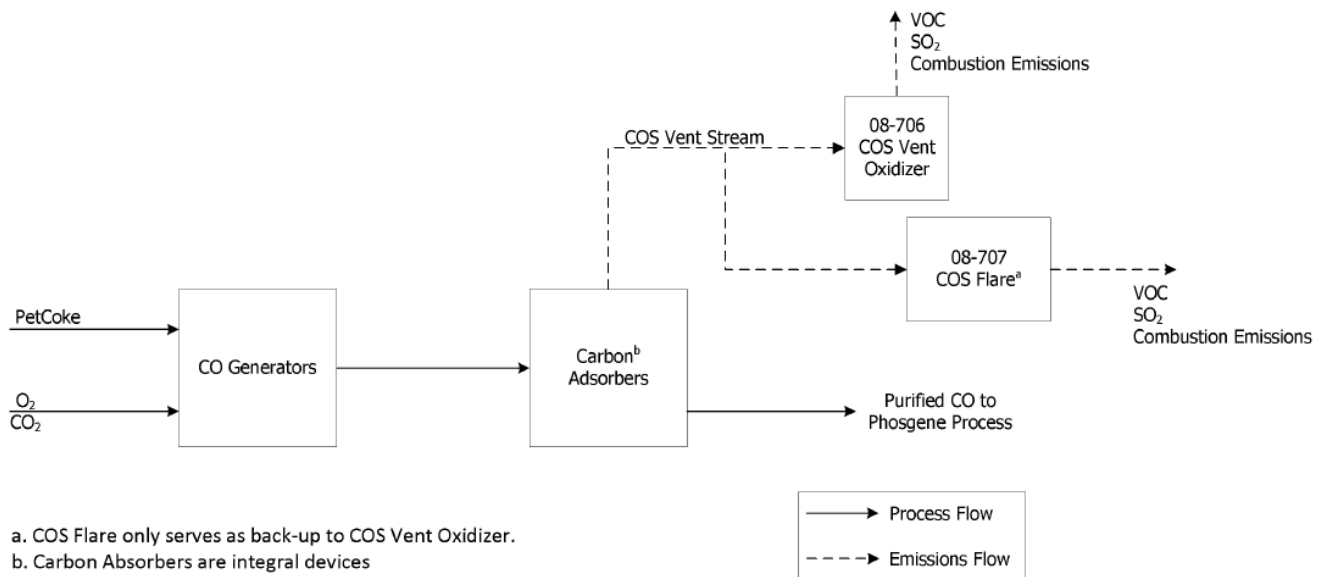 VOC
SO₂
Combustion Emissions
COS Vent Stream
08-706
COS Vent
Oxidizer
08-707
COS Flareᵃ
VOC
SO₂
Combustion Emissions
PetCoke
O₂
CO₂
CO Generators
Carbonᵇ
Adsorbers
Purified CO to
Phosgene Process
Process Flow
Emissions Flow
a. COS Flare only serves as back-up to COS Vent Oxidizer.
b. Carbon Absorbers are integral devices